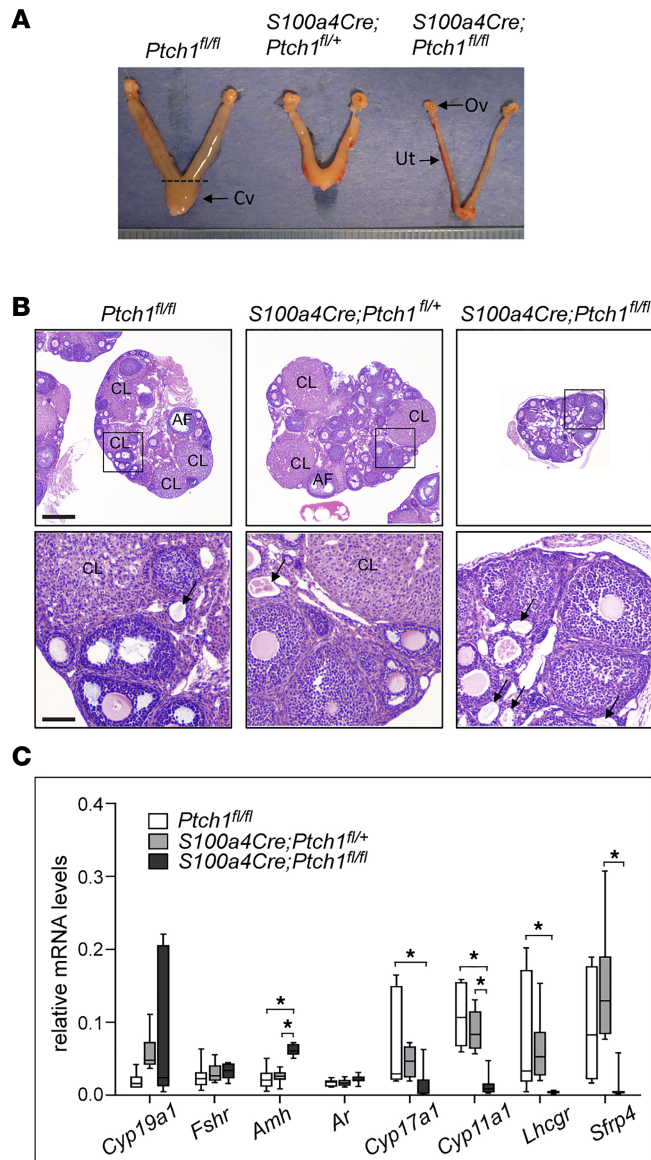 A
Ptch1fl/fl
S100a4Cre;
Ptch1fl/+
S100a4Cre;
Ptch1fl/fl
Ov
Ut
Cv
B
Ptch1fl/fl
S100a4Cre;Ptch1fl/+
S100a4Cre;Ptch1fl/fl
CL
AF
CL
CL
CL
CL
CL
CL
AF
CL
CL
C
relative mRNA levels
0.4
0.3
0.2
0.1
0.0
Ptch1fl/fl
S100a4Cre;Ptch1fl/+
S100a4Cre;Ptch1fl/fl
*
*
*
*
*
*
*
Cyp19a1
Fshr
Amh
Ar
Cyp17a1
Cyp11a1
Lhcgr
Sfrp4